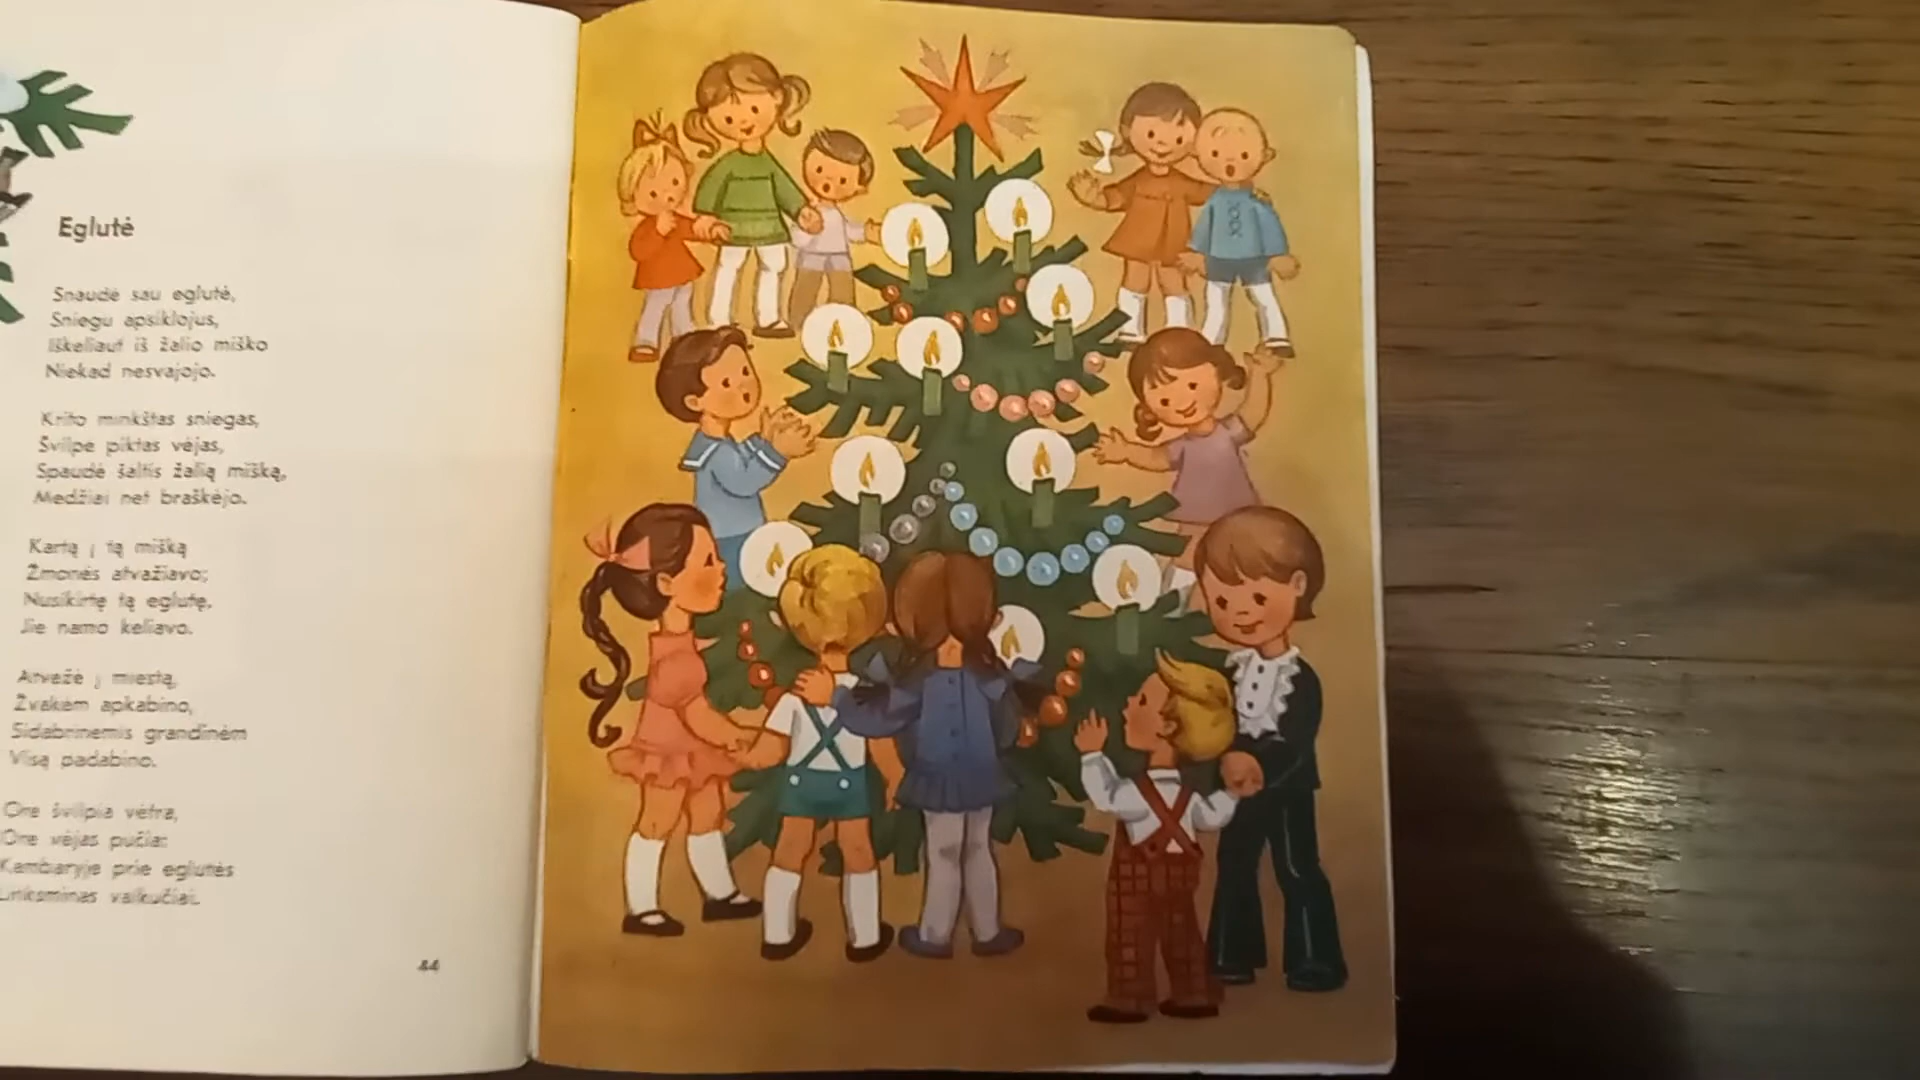 Eglutė
Snaudė sau eglutė,
Sniegu apsiklojus,
Iškeliaut iš žalio miško
Niekad nesvajojo.
Krito minkštas sniegas,
Švilpė piktas vėjas,
Spaudė šaltis žalią mišką,
Medžiai net braškėjo.
Kartą į tą mišką
Žmonės atvažiavo;
Nusikirtę tą eglutę,
Jie namo keliavo.
Atvežė į miestą,
Žvakėm apkabino,
Sidabrinėmis grandinėm
Visą padabino.
Ore švilpia vėtra,
Ore vėjas pučia:
Kambaryje prie eglutės
Linksminas vaikučiai.
44